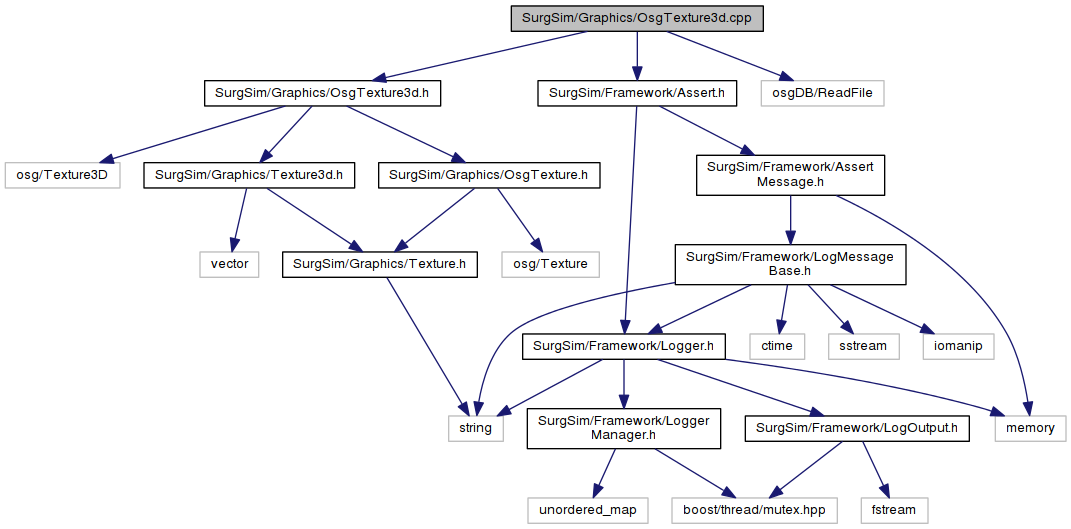 SurgSim/Graphics/OsgTexture3d.cpp
SurgSim/Graphics/OsgTexture3d.h
SurgSim/Framework/Assert.h
osgDB/ReadFile
osg/Texture3D
SurgSim/Graphics/Texture3d.h
SurgSim/Graphics/OsgTexture.h
SurgSim/Framework/Assert
Message.h
vector
SurgSim/Graphics/Texture.h
osg/Texture
SurgSim/Framework/LogMessage
Base.h
SurgSim/Framework/Logger.h
ctime
sstream
iomanip
string
SurgSim/Framework/Logger
Manager.h
SurgSim/Framework/LogOutput.h
memory
unordered_map
boost/thread/mutex.hpp
fstream